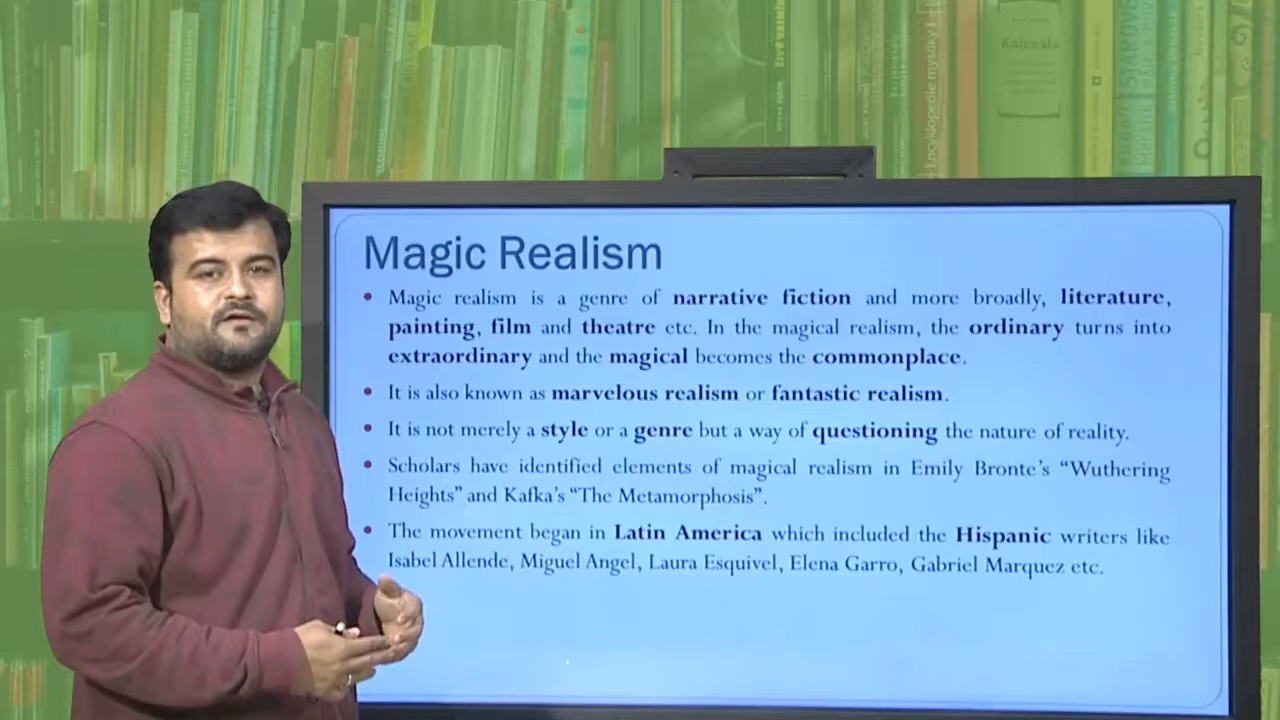 Kalevala
Encyklopedie mystery
Magic Realism
• Magic realism is a genre of narrative fiction and more broadly, literature,
painting, film and theatre etc. In the magical realism, the ordinary turns into
extraordinary and the magical becomes the commonplace.
• It is also known as marvelous realism or fantastic realism.
• It is not merely a style or a genre but a way of questioning the nature of reality.
• Scholars have identified elements of magical realism in Emily Bronte's “Wuthering
Heights” and Kafka's “The Metamorphosis”.
• The movement began in Latin America which included the Hispanic writers like
Isabel Allende, Miguel Angel, Laura Esquivel, Elena Garro, Gabriel Marquez etc.